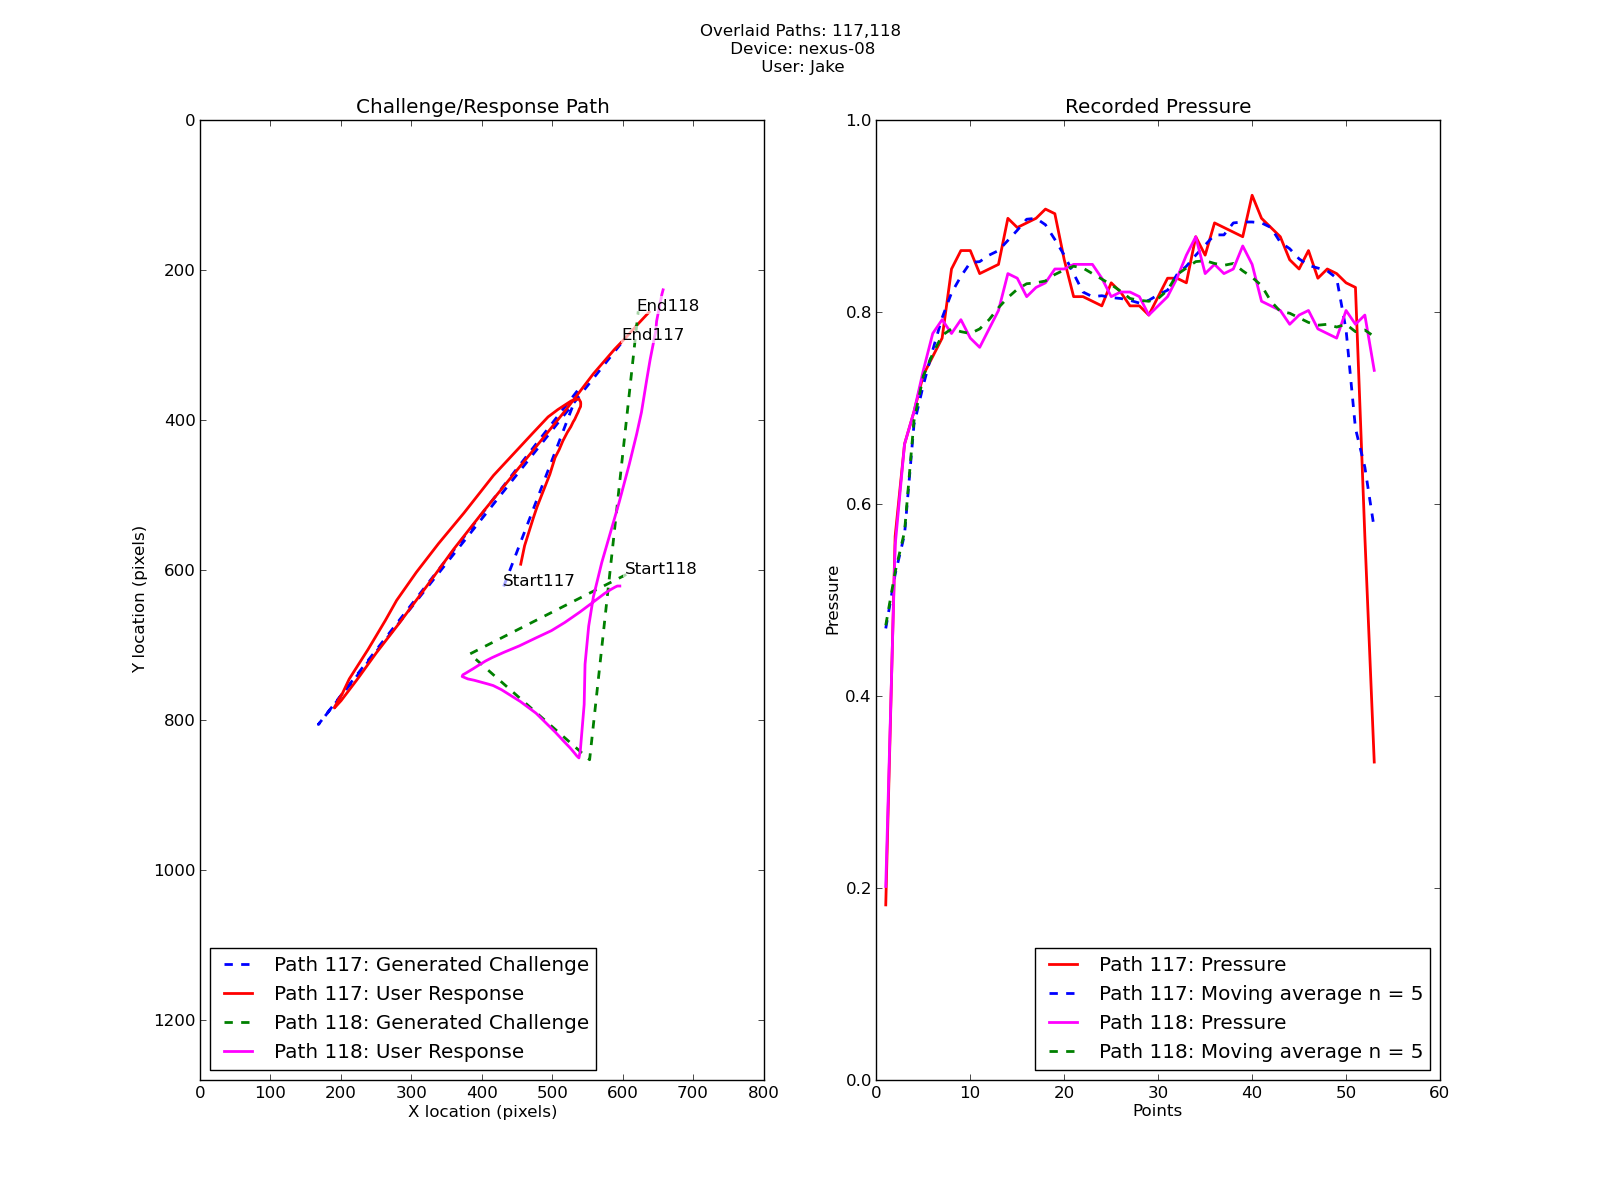 Overlaid Paths: 117,118
Device: nexus-08
User: Jake
Challenge/Response Path
0
200
400
600
800
1000
1200
Y location (pixels)
End118
End117
Start118
Start117
Path 117: Generated Challenge
Path 117: User Response
Path 118: Generated Challenge
Path 118: User Response
0 100 200 300 400 500 600 700 800
X location (pixels)
Recorded Pressure
1.0
0.8
0.6
0.4
0.2
0.0
Pressure
Path 117: Pressure
Path 117: Moving average n = 5
Path 118: Pressure
Path 118: Moving average n = 5
0 10 20 30 40 50 60
Points